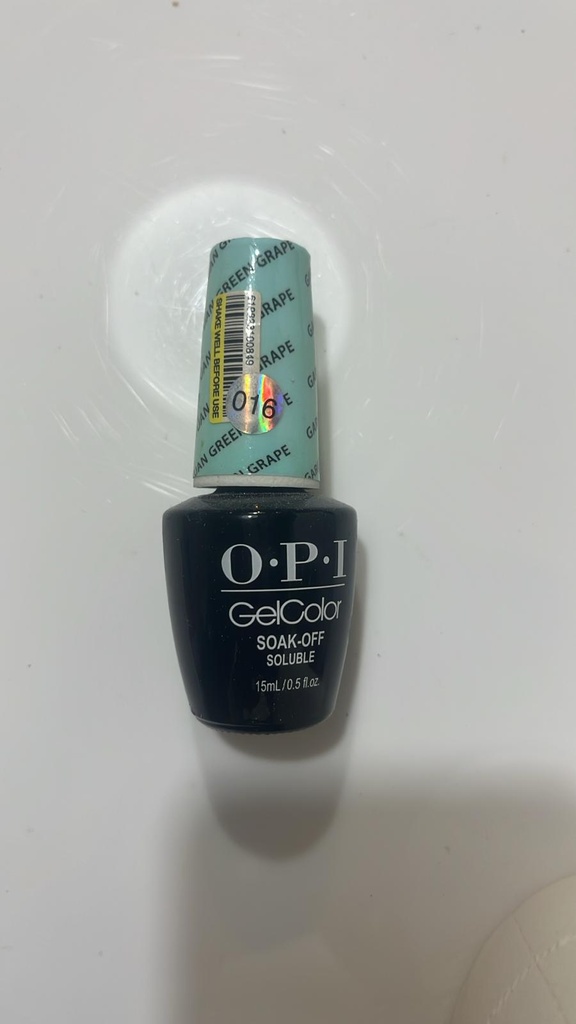 GREEN GRAPE
GRAPE
GRAPE
SHAKE WELL BEFORE USE
016
GREEN
GRAPE
O·P·I
GelColor
SOAK-OFF
SOLUBLE
15mL/0.5 fl.oz.